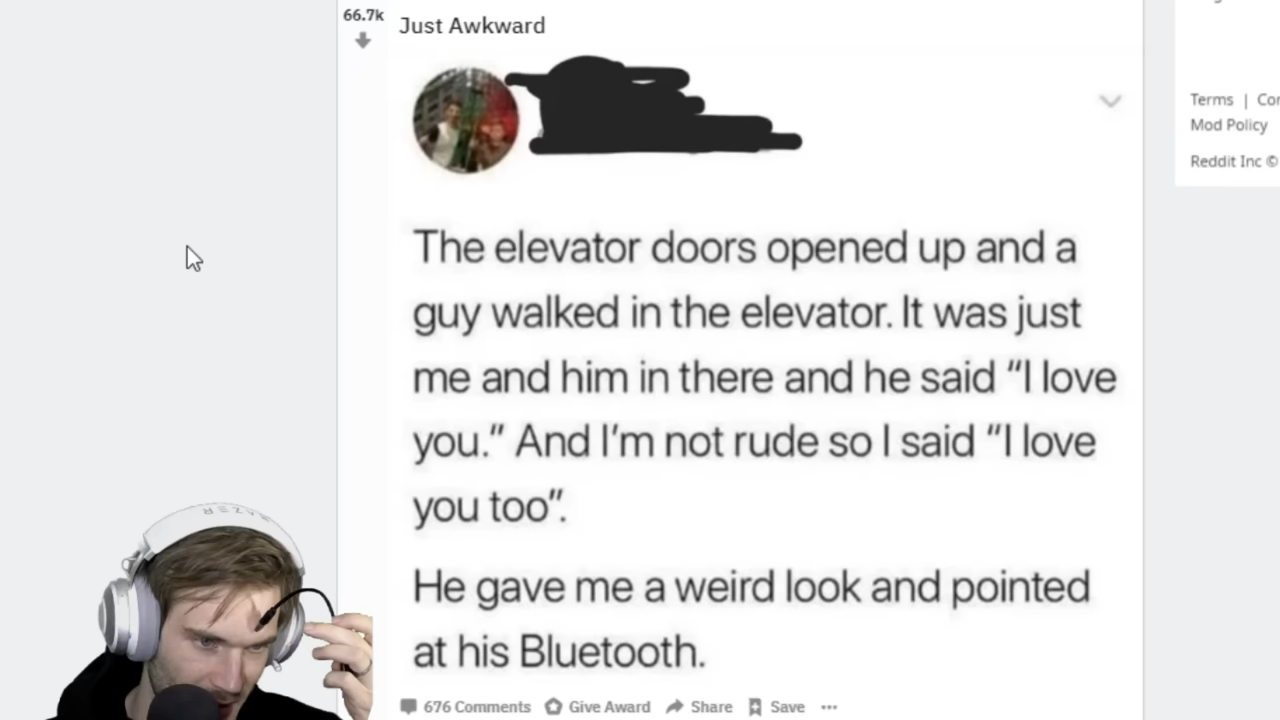 66.7k
Just Awkward
Terms | Co
Mod Policy
Reddit Inc ©
The elevator doors opened up and a
guy walked in the elevator. It was just
me and him in there and he said “I love
you.” And I’m not rude so I said “I love
you too”.
He gave me a weird look and pointed
at his Bluetooth.
676 Comments Give Award Share Save ...
RAZER